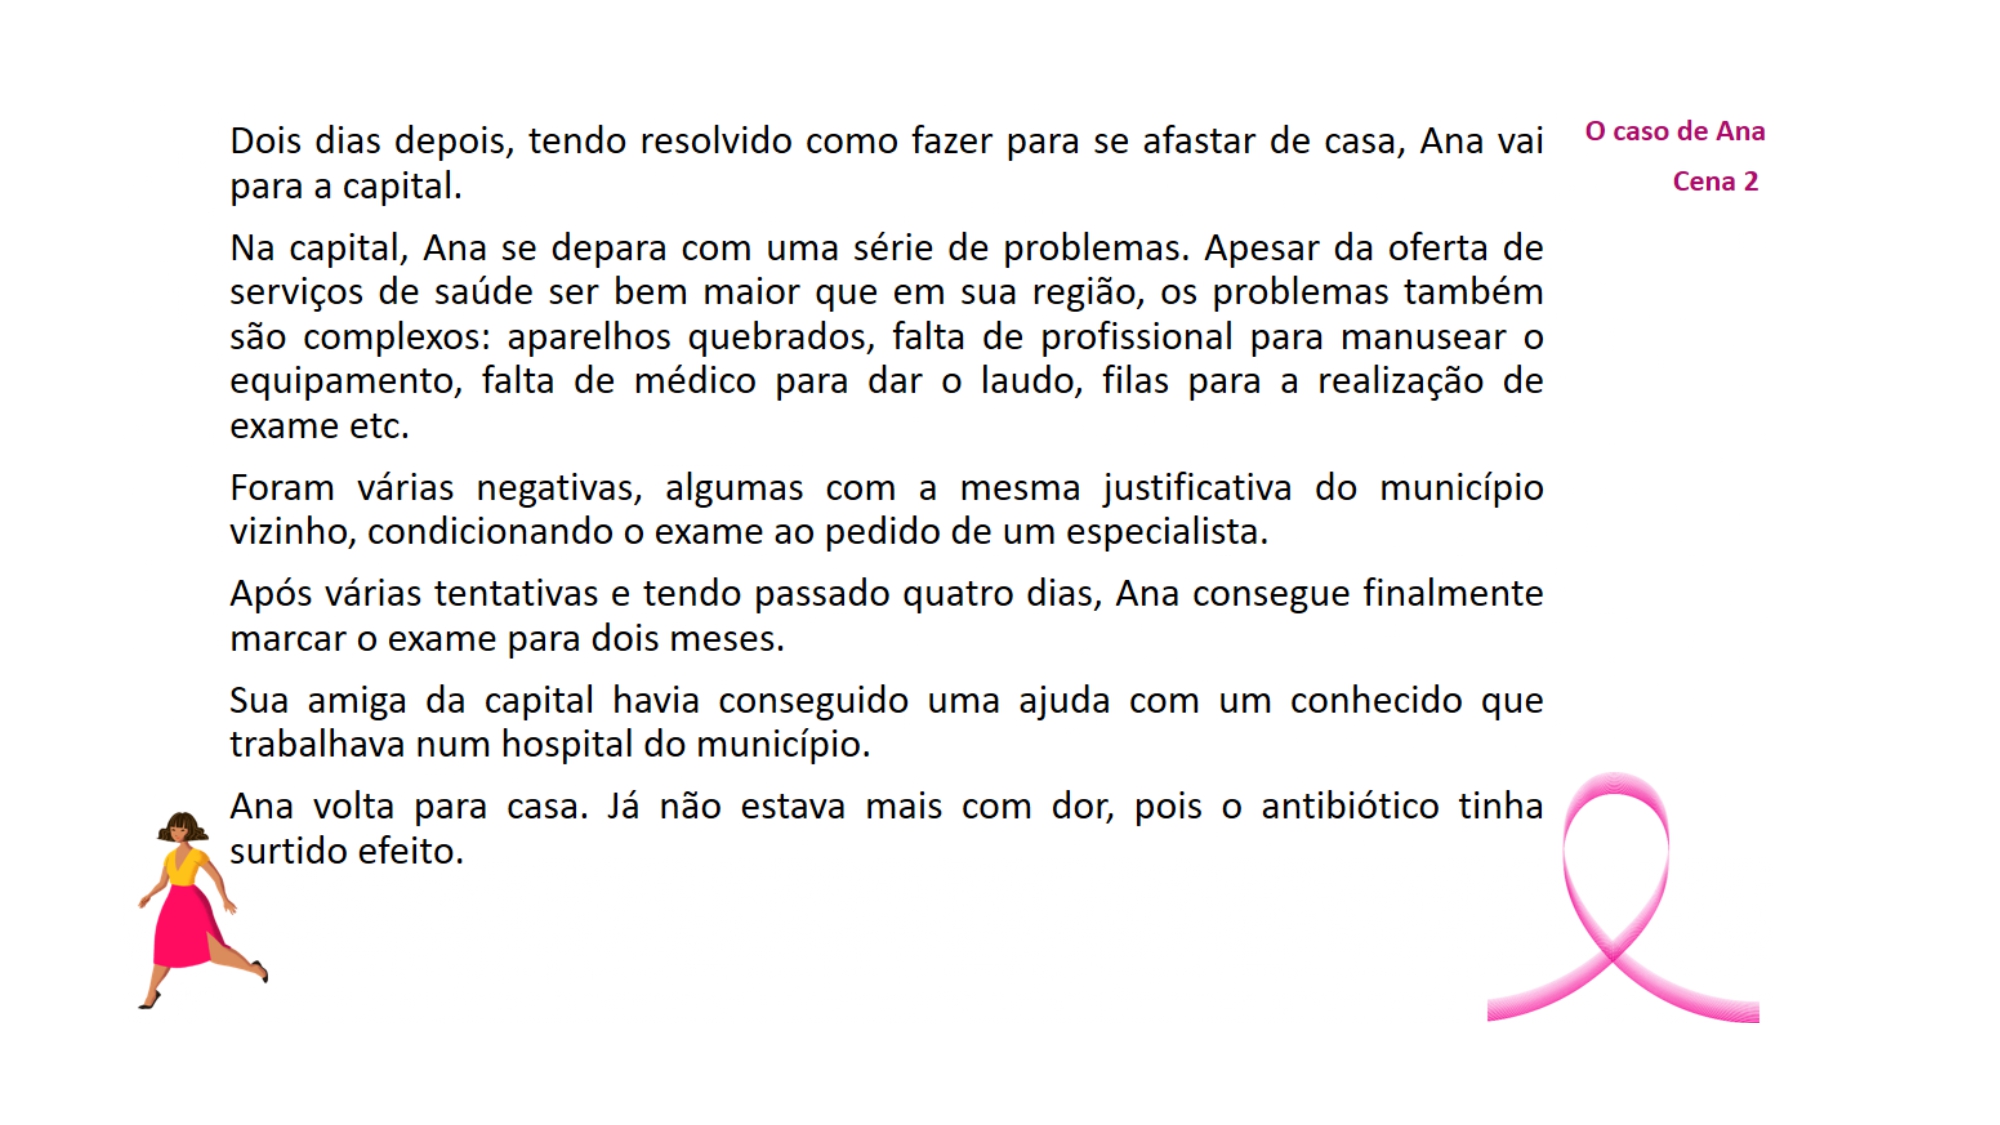 Dois dias depois, tendo resolvido como fazer para se afastar de casa, Ana vai
para a capital.
Na capital, Ana se depara com uma série de problemas. Apesar da oferta de
serviços de saúde ser bem maior que em sua região, os problemas também
são complexos: aparelhos quebrados, falta de profissional para manusear o
equipamento, falta de médico para dar o laudo, filas para a realização de
exame etc.
Foram várias negativas, algumas com a mesma justificativa do município
vizinho, condicionando o exame ao pedido de um especialista.
Após várias tentativas e tendo passado quatro dias, Ana consegue finalmente
marcar o exame para dois meses.
Sua amiga da capital havia conseguido uma ajuda com um conhecido que
trabalhava num hospital do município.
Ana volta para casa. Já não estava mais com dor, pois o antibiótico tinha
surtido efeito.
O caso de Ana
Cena 2